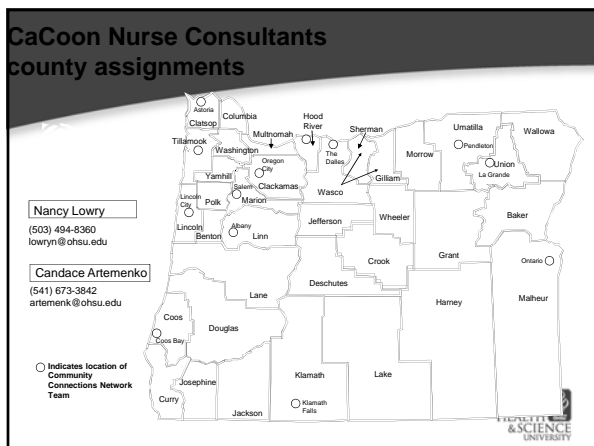 CaCoon Nurse Consultants
county assignments
Astoria
Clatsop
Columbia
Hood
River
Multnomah
Sherman
Umatilla
Wallowa
Tillamook
Washington
Oregon
City
The
Dalles
Morrow
Pendleton
Union
La Grande
Yamhill
Clackamas
Wasco
Gilliam
Lincoln
City
Polk
Salem
Marion
Wheeler
Baker
Nancy Lowry
(503) 494-8360
lowryn@ohsu.edu
Lincoln
Benton
Albany
Linn
Jefferson
Crook
Grant
Ontario
Candace Artemenko
(541) 673-3842
artemenk@ohsu.edu
Lane
Deschutes
Harney
Malheur
Coos
Coos Bay
Douglas
Indicates location of
Community
Connections Network
Team
Josephine
Curry
Jackson
Klamath
Klamath
Falls
Lake
HEALTH
&SCIENCE
UNIVERSITY